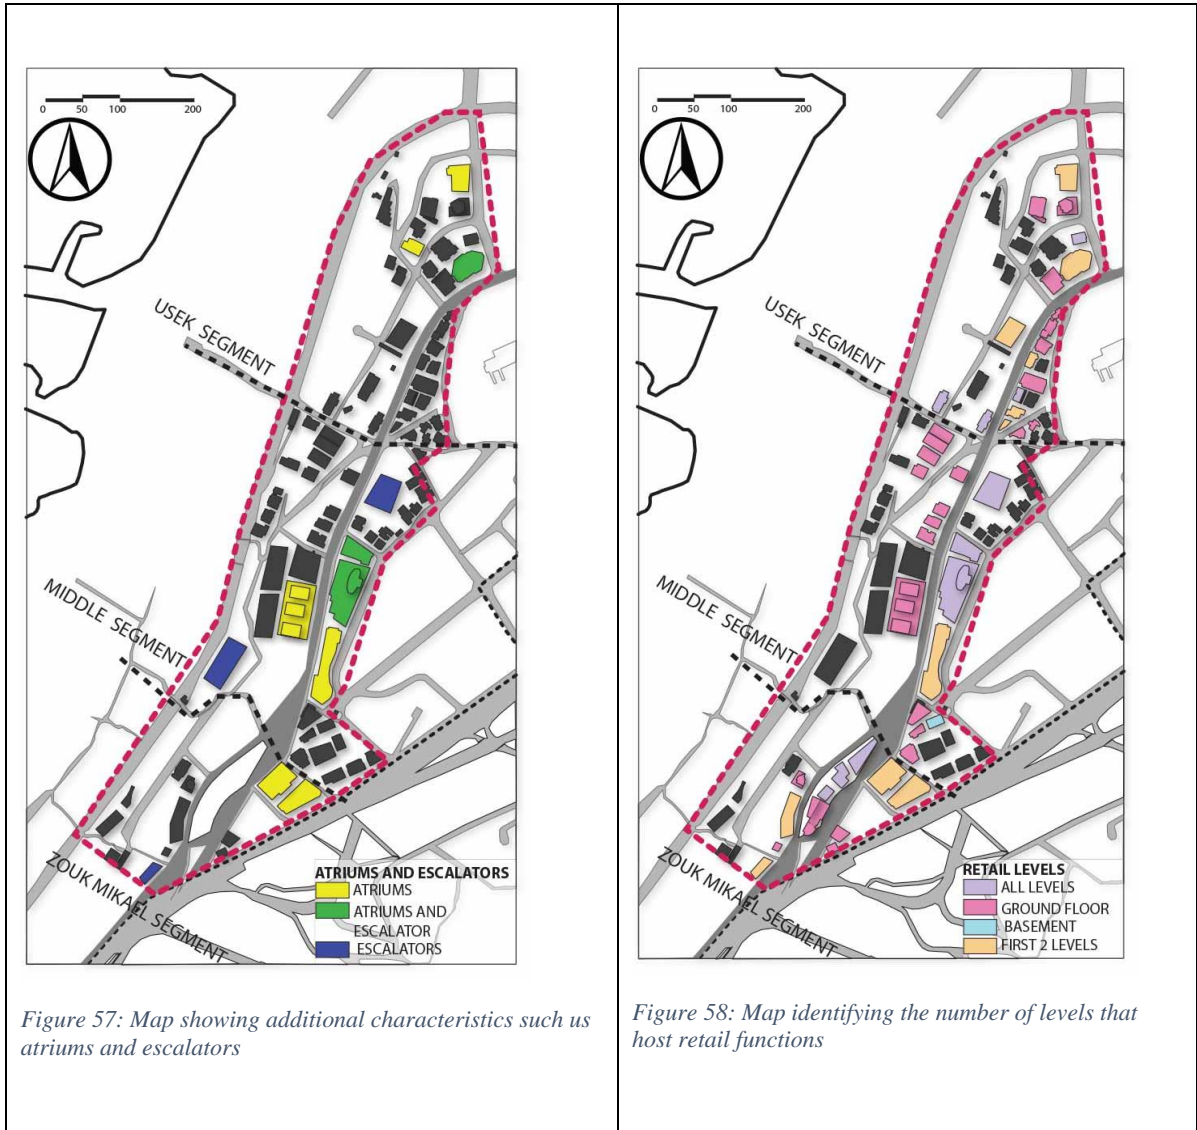 0 50 100 200
USEK SEGMENT
MIDDLE SEGMENT
ZOUK MIKAEL SEGMENT
ATRIUMS AND ESCALATORS
ATRIUMS
ATRIUMS AND
ESCALATOR
ESCALATORS
Figure 57: Map showing additional characteristics such us
atriums and escalators
0 50 100 200
USEK SEGMENT
MIDDLE SEGMENT
ZOUK MIKAEL SEGMENT
RETAIL LEVELS
ALL LEVELS
GROUND FLOOR
BASEMENT
FIRST 2 LEVELS
Figure 58: Map identifying the number of levels that
host retail functions